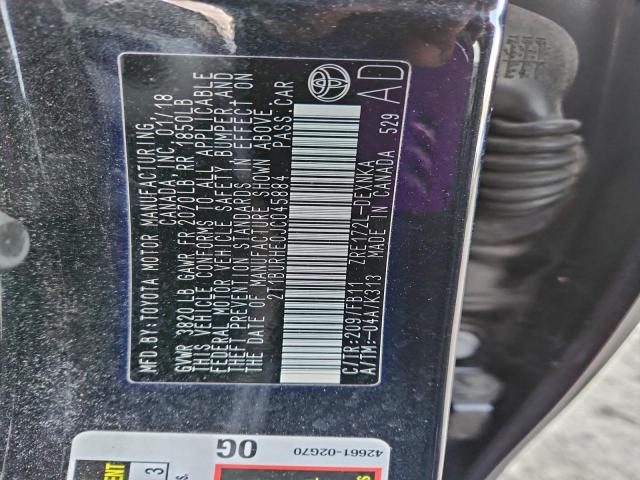 MFD BY:TOYOTA MOTOR MANUFACTURING,
CANADA, INC. 01/18
GVWR 3820LB GAWR FR 2070LB RR 1850LB
THIS VEHICLE CONFORMS TO ALL APPLICABLE
FEDERAL MOTOR VEHICLE SAFETY, BUMPER AND
THEFT PREVENTION STANDARDS IN EFFECT ON
THE DATE OF MANUFACTURE SHOWN ABOVE.
2T1BURHE0JC045884 PASS.CAR
C/TR:209/FB11 ZRE172L-DEXNKA
A/TM:-04A/K313 MADE IN CANADA 529
AD
42661-02G70
0G
3